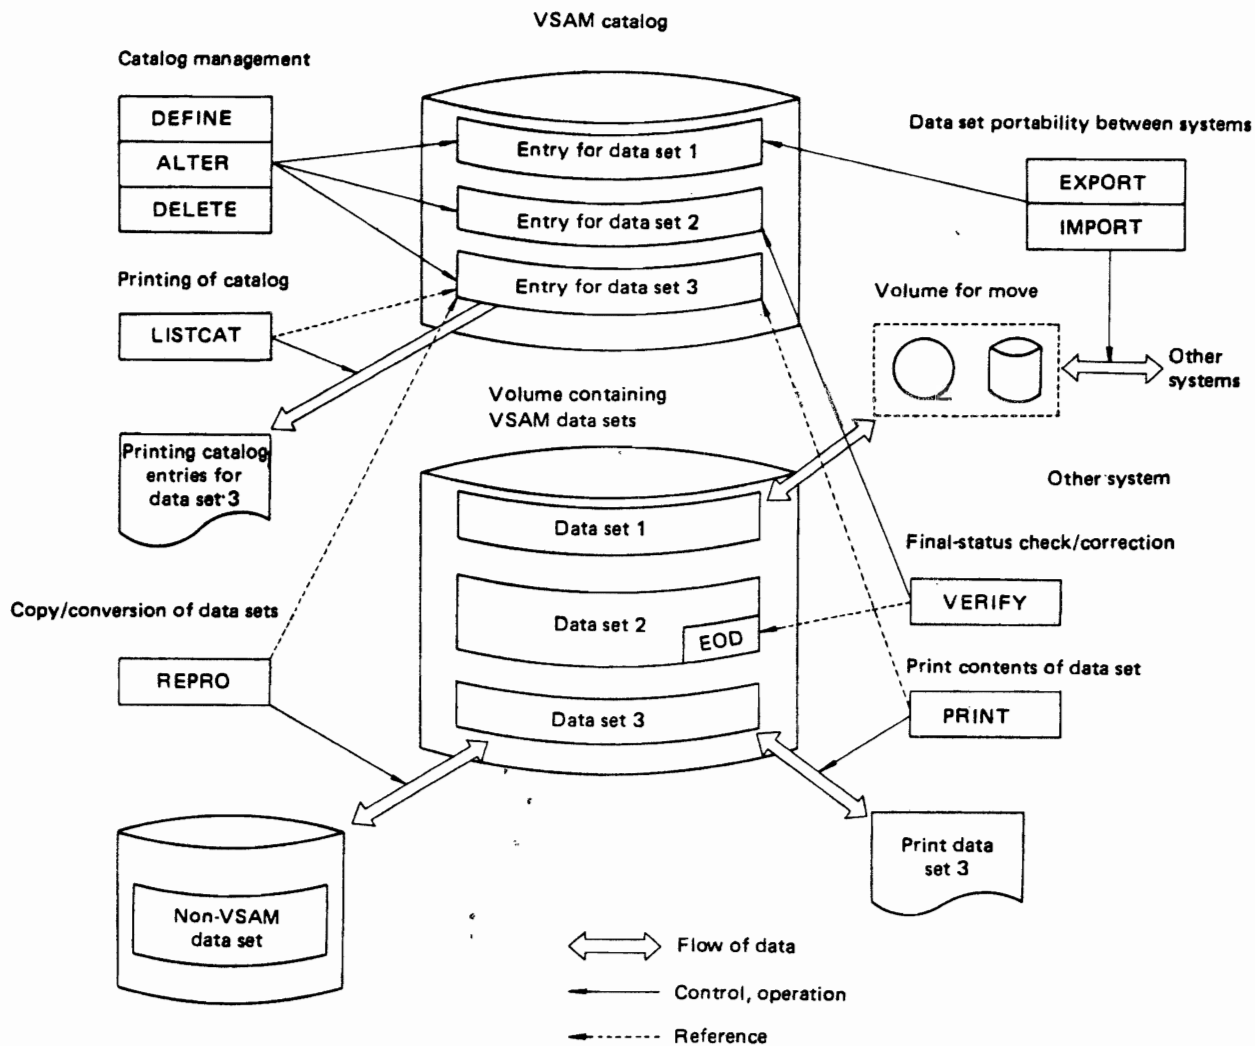 VSAM catalog
Catalog management
DEFINE
ALTER
DELETE
Entry for data set 1
Entry for data set 2
Entry for data set 3
Data set portability between systems
EXPORT
IMPORT
Printing of catalog
LISTCAT
Volume for move
Other
systems
Printing catalog
entries for
data set 3
Volume containing
VSAM data sets
Other system
Data set 1
Data set 2
EOD
Data set 3
Final-status check/correction
VERIFY
Copy/conversion of data sets
REPRO
Print contents of data set
PRINT
Non-VSAM
data set
Print data
set 3
Flow of data
Control, operation
Reference